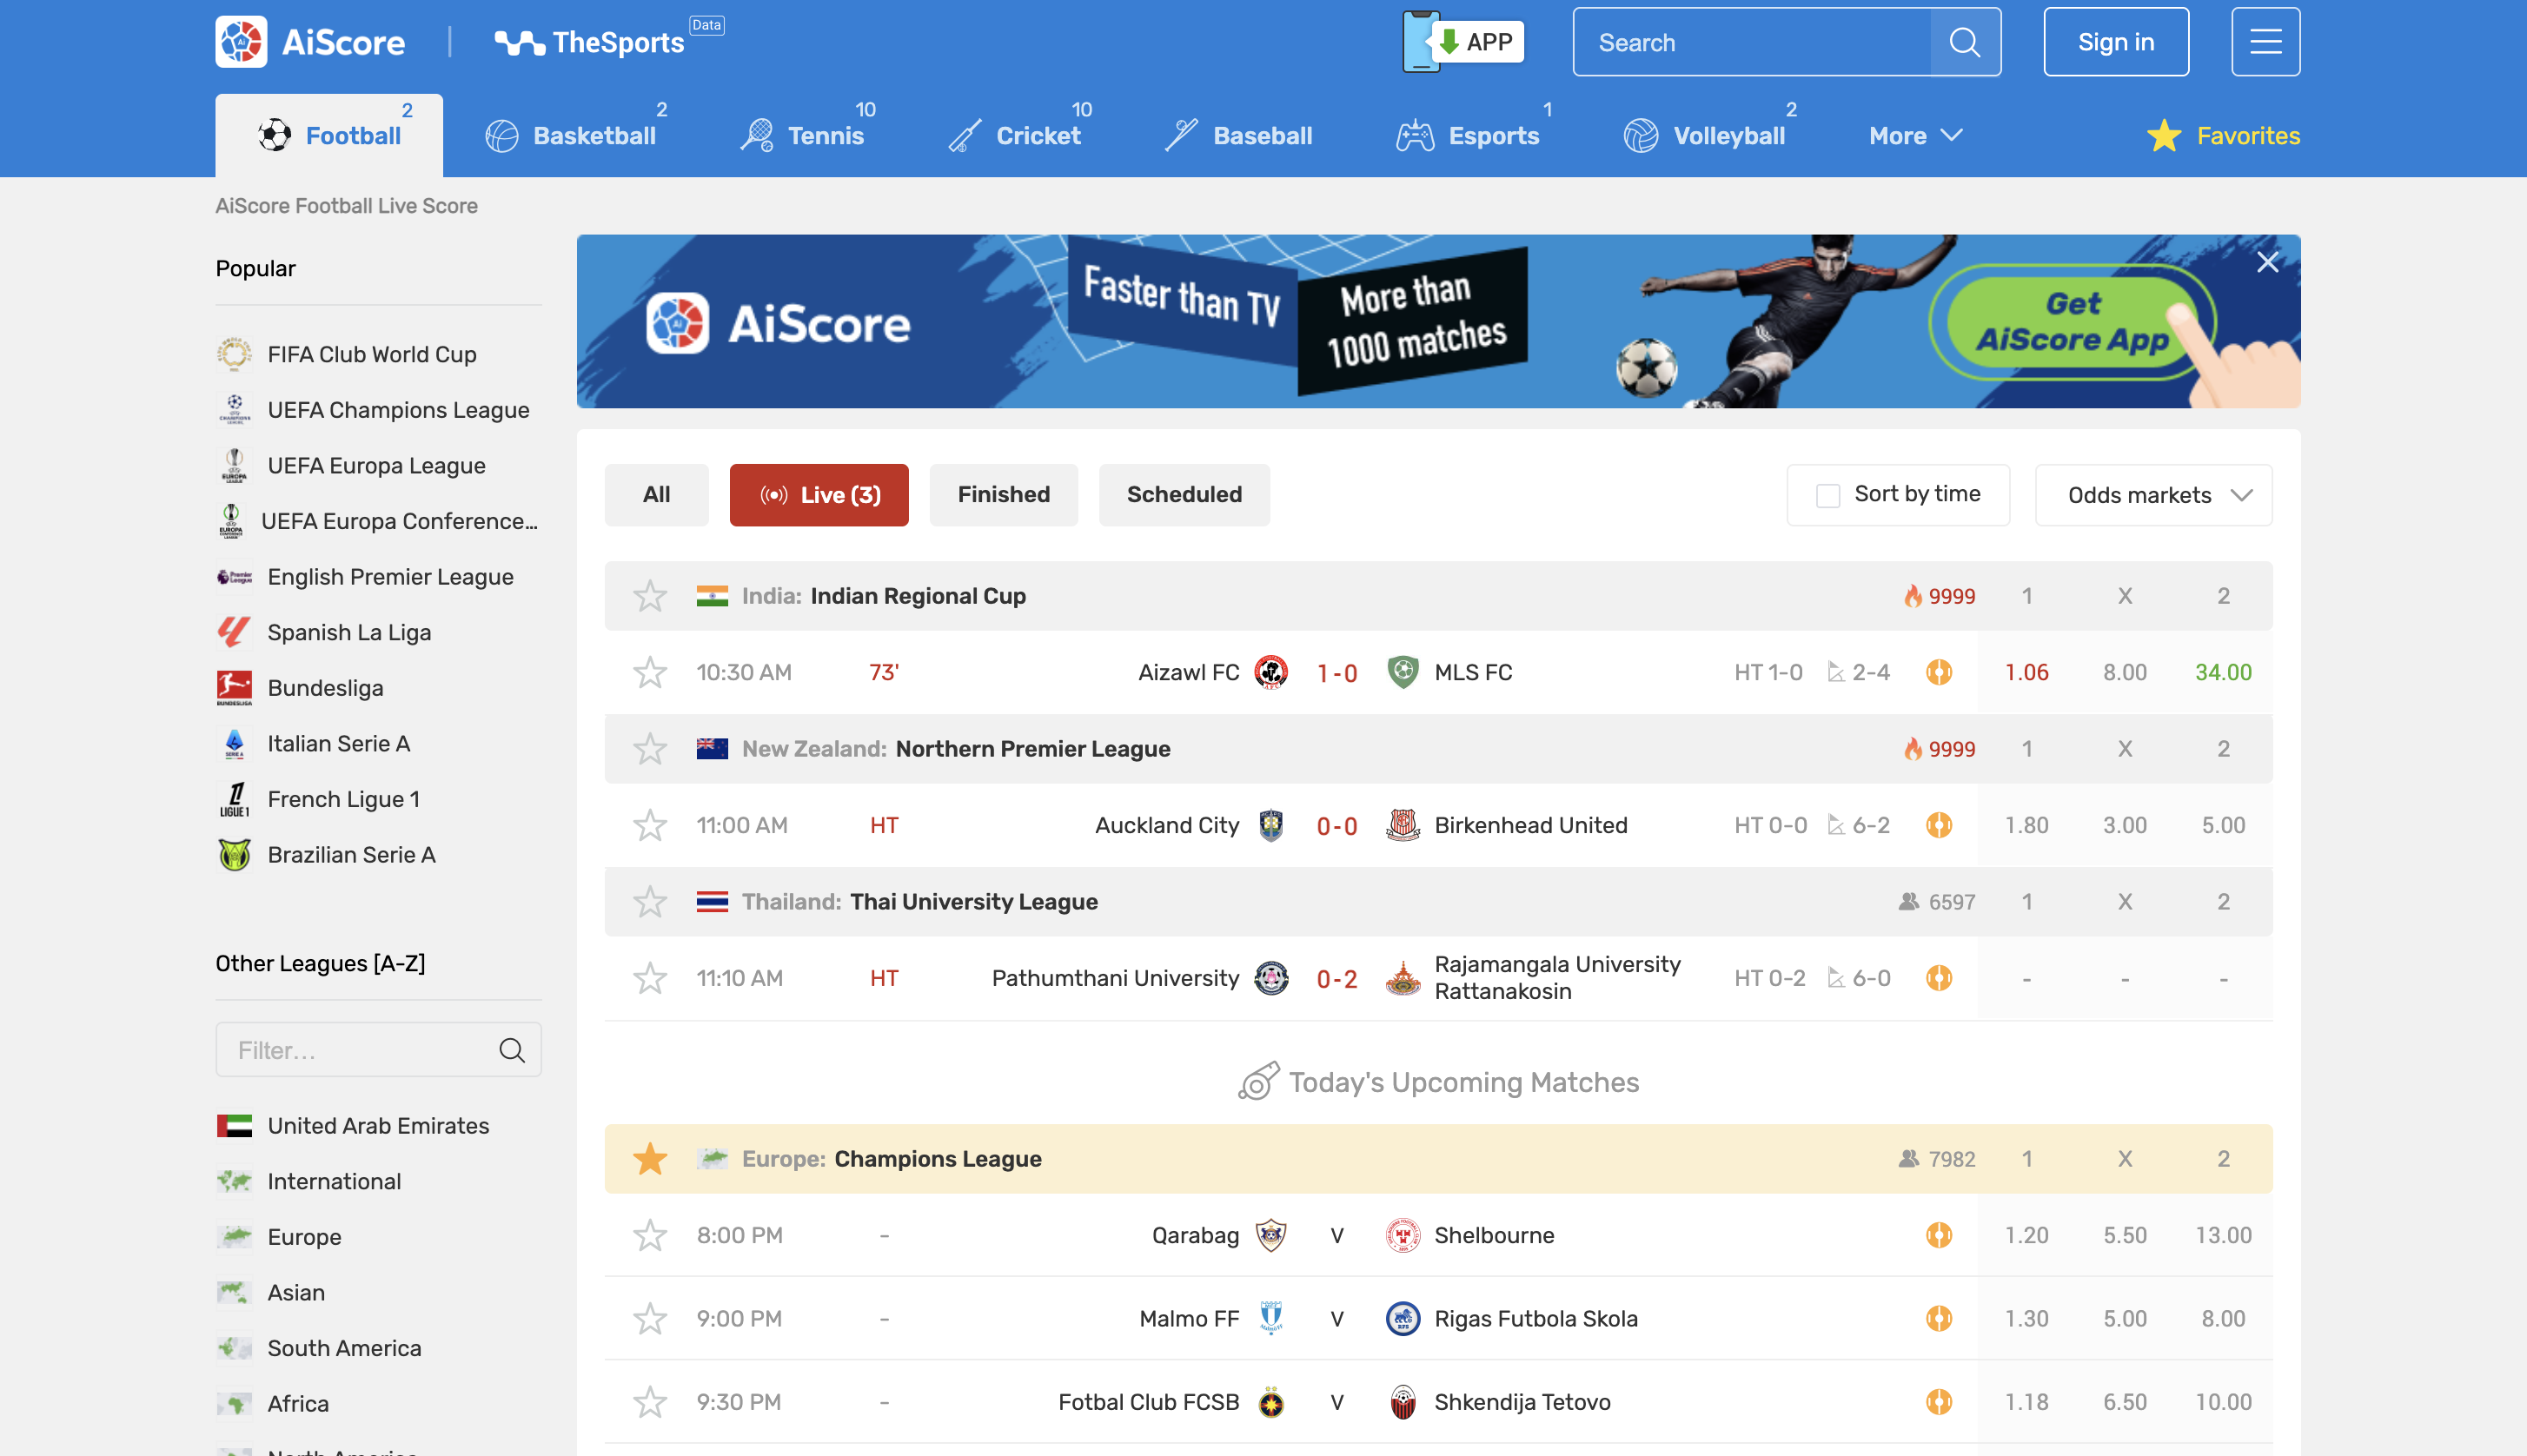 AiScore
TheSports Data
APP
Search
Sign in
Football 2
Basketball 2
Tennis 10
Cricket 10
Baseball
Esports 1
Volleyball 2
More
Favorites
AiScore Football Live Score
Popular
FIFA Club World Cup
UEFA Champions League
UEFA Europa League
UEFA Europa Conference…
English Premier League
Spanish La Liga
Bundesliga
Italian Serie A
French Ligue 1
Brazilian Serie A
Other Leagues [A-Z]
Filter…
United Arab Emirates
International
Europe
Asian
South America
Africa
AiScore
Faster than TV
More than
1000 matches
Get
AiScore App
All
Live (3)
Finished
Scheduled
Sort by time
Odds markets
India: Indian Regional Cup 9999 1 X 2
10:30 AM 73' Aizawl FC 1 - 0 MLS FC HT 1-0 2-4 1.06 8.00 34.00
New Zealand: Northern Premier League 9999 1 X 2
11:00 AM HT Auckland City 0 - 0 Birkenhead United HT 0-0 6-2 1.80 3.00 5.00
Thailand: Thai University League 6597 1 X 2
11:10 AM HT Pathumthani University 0 - 2 Rajamangala University Rattanakosin HT 0-2 6-0 - - -
Today's Upcoming Matches
Europe: Champions League 7982 1 X 2
8:00 PM - Qarabag V Shelbourne 1.20 5.50 13.00
9:00 PM - Malmo FF V Rigas Futbola Skola 1.30 5.00 8.00
9:30 PM - Fotbal Club FCSB V Shkendija Tetovo 1.18 6.50 10.00